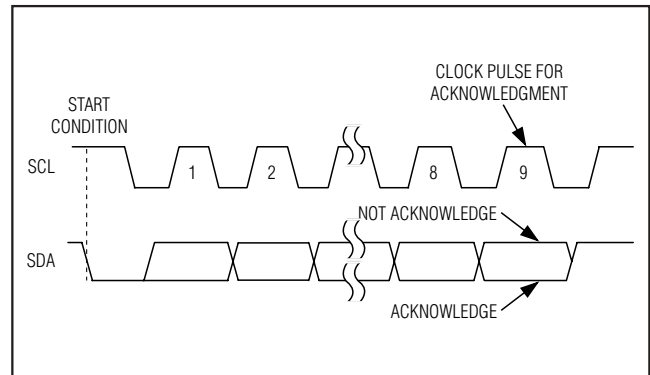 CLOCK PULSE FOR
ACKNOWLEDGMENT
START
CONDITION
SCL
1
2
8
9
NOT ACKNOWLEDGE
SDA
ACKNOWLEDGE